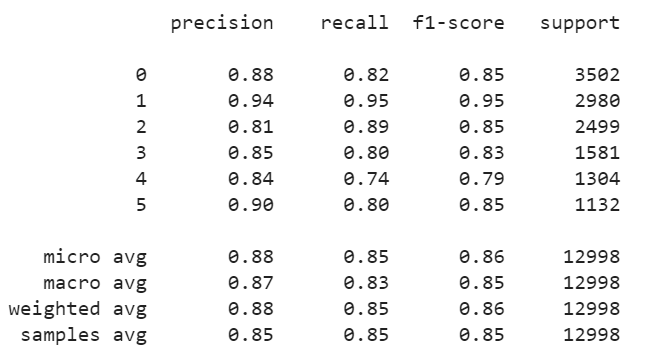 precision recall f1-score support
0 0.88 0.82 0.85 3502
1 0.94 0.95 0.95 2980
2 0.81 0.89 0.85 2499
3 0.85 0.80 0.83 1581
4 0.84 0.74 0.79 1304
5 0.90 0.80 0.85 1132
micro avg 0.88 0.85 0.86 12998
macro avg 0.87 0.83 0.85 12998
weighted avg 0.88 0.85 0.86 12998
samples avg 0.85 0.85 0.85 12998